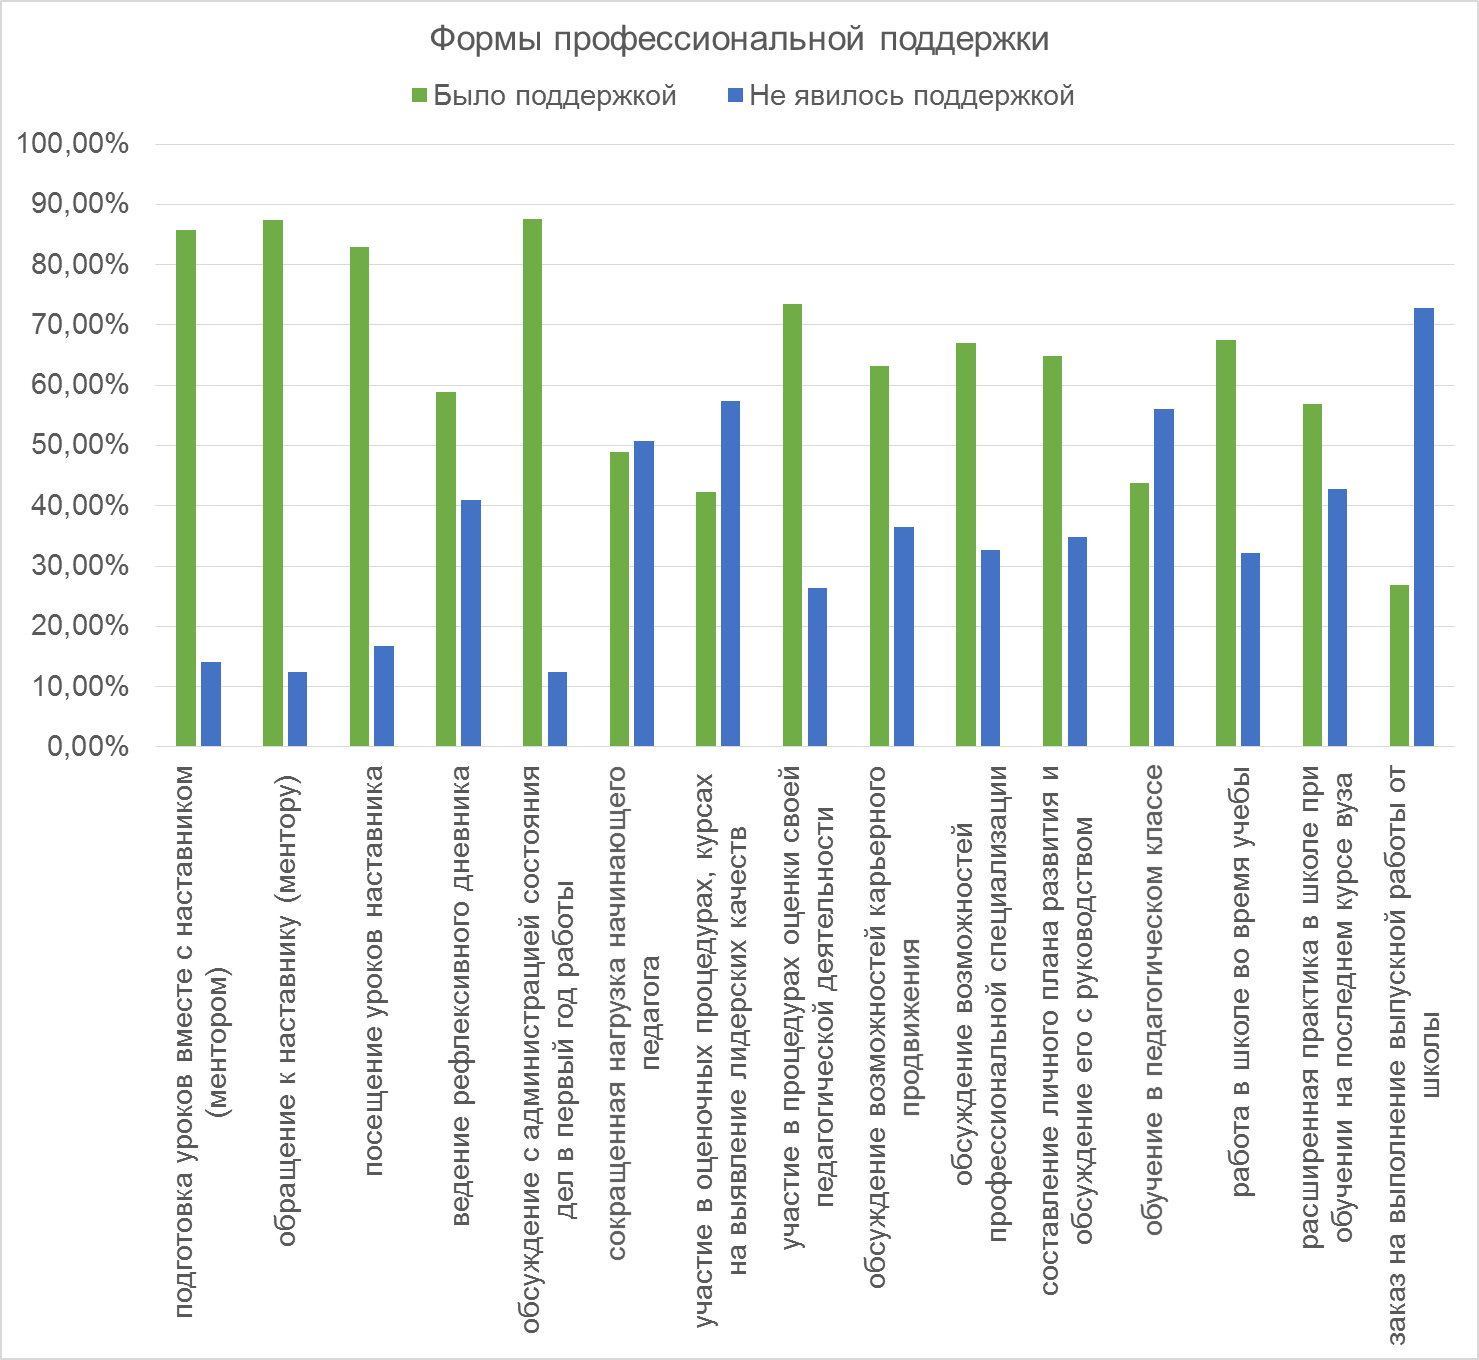 Формы профессиональной поддержки
Было поддержкой
Не явилось поддержкой
100,00%
90,00%
80,00%
70,00%
60,00%
50,00%
40,00%
30,00%
20,00%
10,00%
0,00%
подготовка уроков вместе с наставником
(ментором)
обращение к наставнику (ментору)
посещение уроков наставника
ведение рефлексивного дневника
обсуждение с администрацией состояния
дел в первый год работы
сокращенная нагрузка начинающего
педагога
участие в оценочных процедурах, курсах
на выявление лидерских качеств
участие в процедурах оценки своей
педагогической деятельности
обсуждение возможностей карьерного
продвижения
обсуждение возможностей
профессиональной специализации
составление личного плана развития и
обсуждение его с руководством
обучение в педагогическом классе
работа в школе во время учебы
расширенная практика в школе при
обучении на последнем курсе вуза
заказ на выполнение выпускной работы от
школы